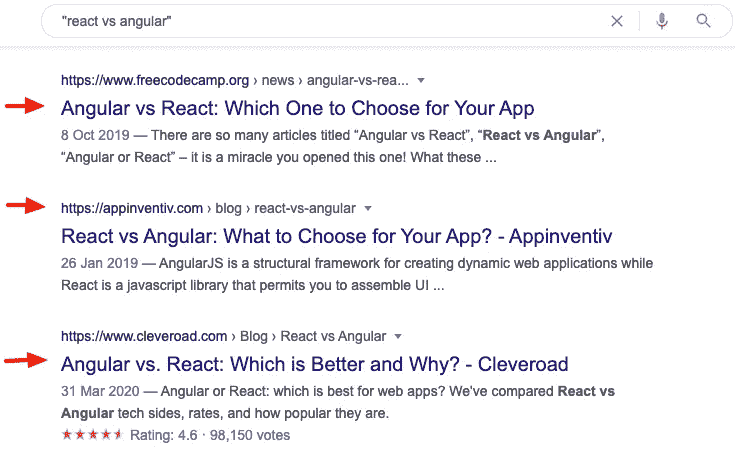 "react vs angular"
https://www.freecodecamp.org › news › angular-vs-rea...
Angular vs React: Which One to Choose for Your App
8 Oct 2019 — There are so many articles titled “Angular vs React”, “React vs Angular”,
“Angular or React” – it is a miracle you opened this one! What these ...
https://appinventiv.com › blog › react-vs-angular
React vs Angular: What to Choose for Your App? - Appinventiv
26 Jan 2019 — AngularJS is a structural framework for creating dynamic web applications while
React is a javascript library that permits you to assemble UI ...
https://www.cleveroad.com › Blog › React vs Angular
Angular vs. React: Which is Better and Why? - Cleveroad
31 Mar 2020 — Angular or React: which is best for web apps? We've compared React vs
Angular tech sides, rates, and how popular they are.
Rating: 4.6 · 98,150 votes